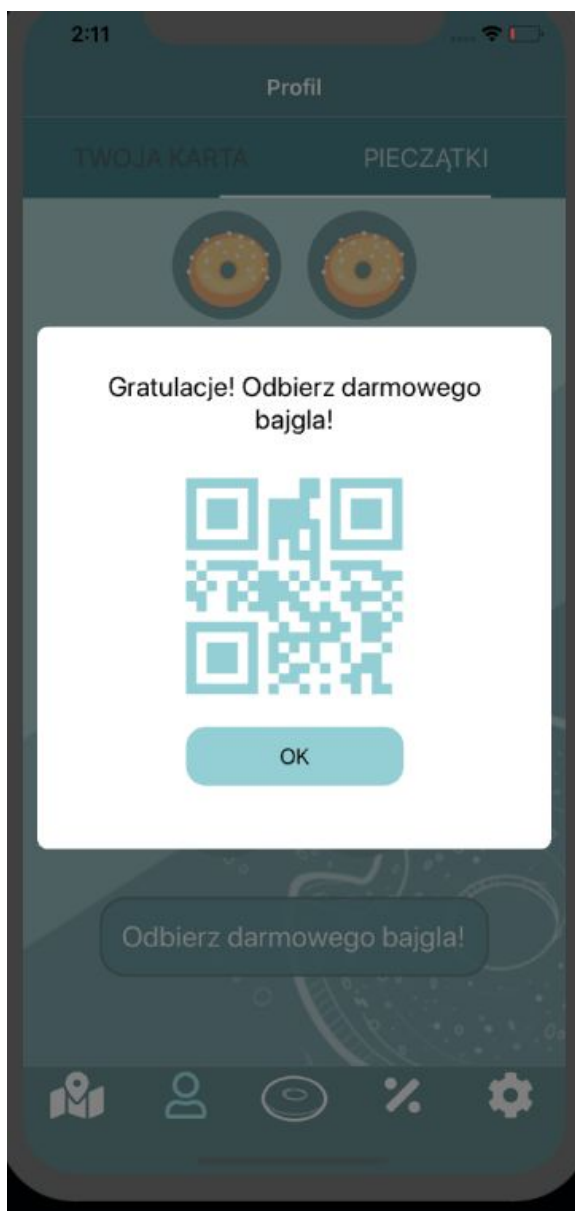 2:11
Profil
TWOJA KARTA
PIECZĄTKI
Gratulacje! Odbierz darmowego
bajgla!
OK
Odbierz darmowego bajgla!